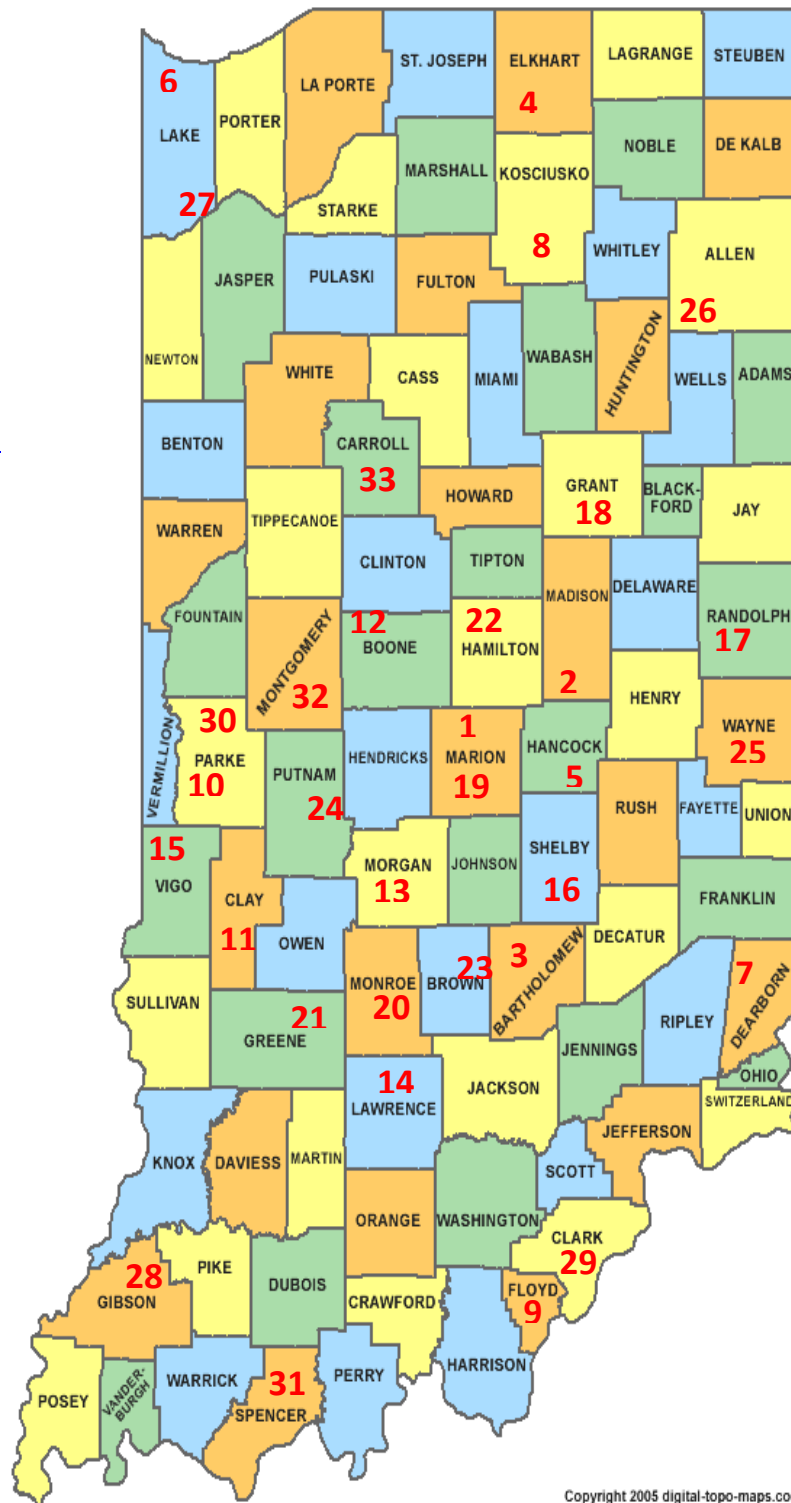 6
LAKE
27
PORTER
LA PORTE
ST. JOSEPH
ELKHART
4
LAGRANGE
STEUBEN
STARKE
MARSHALL
KOSCIUSKO
8
NOBLE
DE KALB
NEWTON
JASPER
PULASKI
FULTON
WHITLEY
ALLEN
26
WHITE
CASS
MIAMI
WABASH
HUNTINGTON
WELLS
ADAMS
BENTON
CARROLL
33
HOWARD
GRANT
18
BLACK-
FORD
JAY
WARREN
TIPPECANOE
CLINTON
TIPTON
MADISON
2
DELAWARE
RANDOLPH
17
FOUNTAIN
MONTGOMERY
32
12
BOONE
22
HAMILTON
HENRY
WAYNE
25
VERMILLION
30
PARKE
10
PUTNAM
24
HENDRICKS
1
MARION
19
HANCOCK
5
RUSH
FAYETTE
UNION
15
VIGO
CLAY
11
OWEN
MORGAN
13
JOHNSON
SHELBY
16
DECATUR
FRANKLIN
SULLIVAN
GREENE
21
MONROE
20
BROWN
23
3
BARTHOLOMEW
JENNINGS
RIPLEY
7
DEARBORN
OHIO
SWITZERLAND
KNOX
DAVIESS
MARTIN
14
LAWRENCE
JACKSON
JEFFERSON
SCOTT
ORANGE
WASHINGTON
CLARK
29
28
GIBSON
PIKE
DUBOIS
CRAWFORD
FLOYD
9
HARRISON
POSEY
VANDER-
BURGH
WARRICK
31
SPENCER
PERRY
Copyright 2005 digital-topo-maps.co